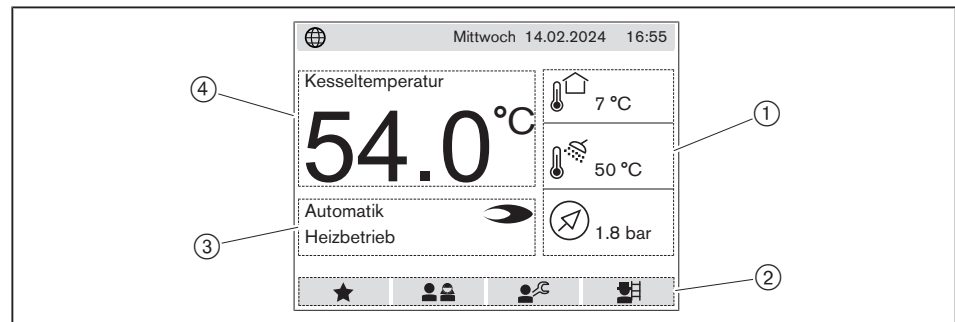 Mittwoch 14.02.2024 16:55
Kesseltemperatur
54.0 °C
7 °C
50 °C
1.8 bar
Automatik
Heizbetrieb
④
③
①
②